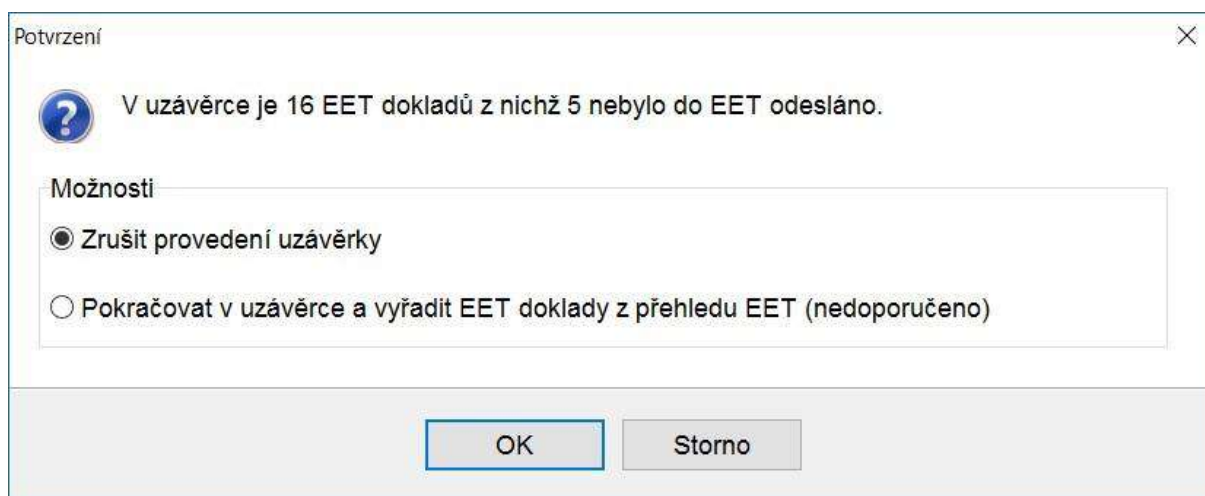 Potvrzení
V uzávěrce je 16 EET dokladů z nichž 5 nebylo do EET odesláno.
Možnosti
Zrušit provedení uzávěrky
Pokračovat v uzávěrce a vyřadit EET doklady z přehledu EET (nedoporučeno)
OK
Storno